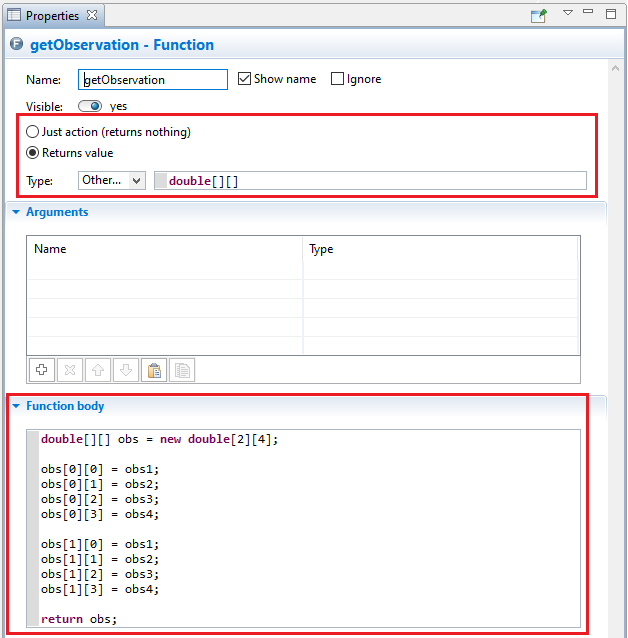 Properties
F getObservation - Function
Name: getObservation Show name Ignore
Visible: yes
Just action (returns nothing)
Returns value
Type: Other... double[][]
Arguments
Name Type
Function body
double[][] obs = new double[2][4];
obs[0][0] = obs1;
obs[0][1] = obs2;
obs[0][2] = obs3;
obs[0][3] = obs4;
obs[1][0] = obs1;
obs[1][1] = obs2;
obs[1][2] = obs3;
obs[1][3] = obs4;
return obs;